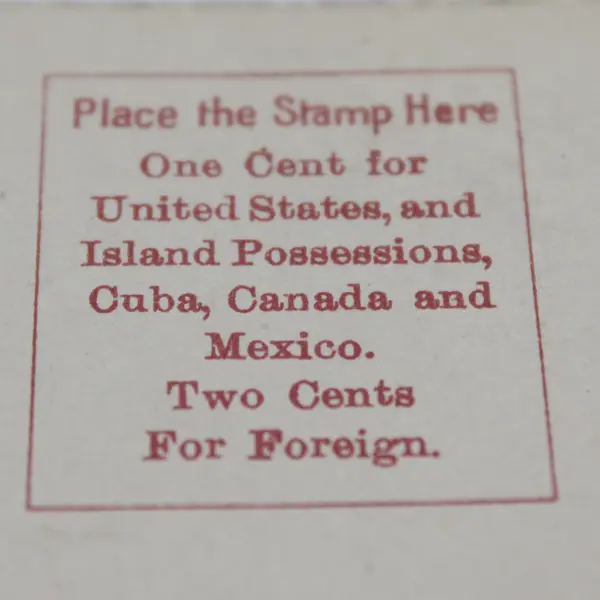 Place the Stamp Here
One Cent for
United States, and
Island Possessions,
Cuba, Canada and
Mexico.
Two Cents
For Foreign.